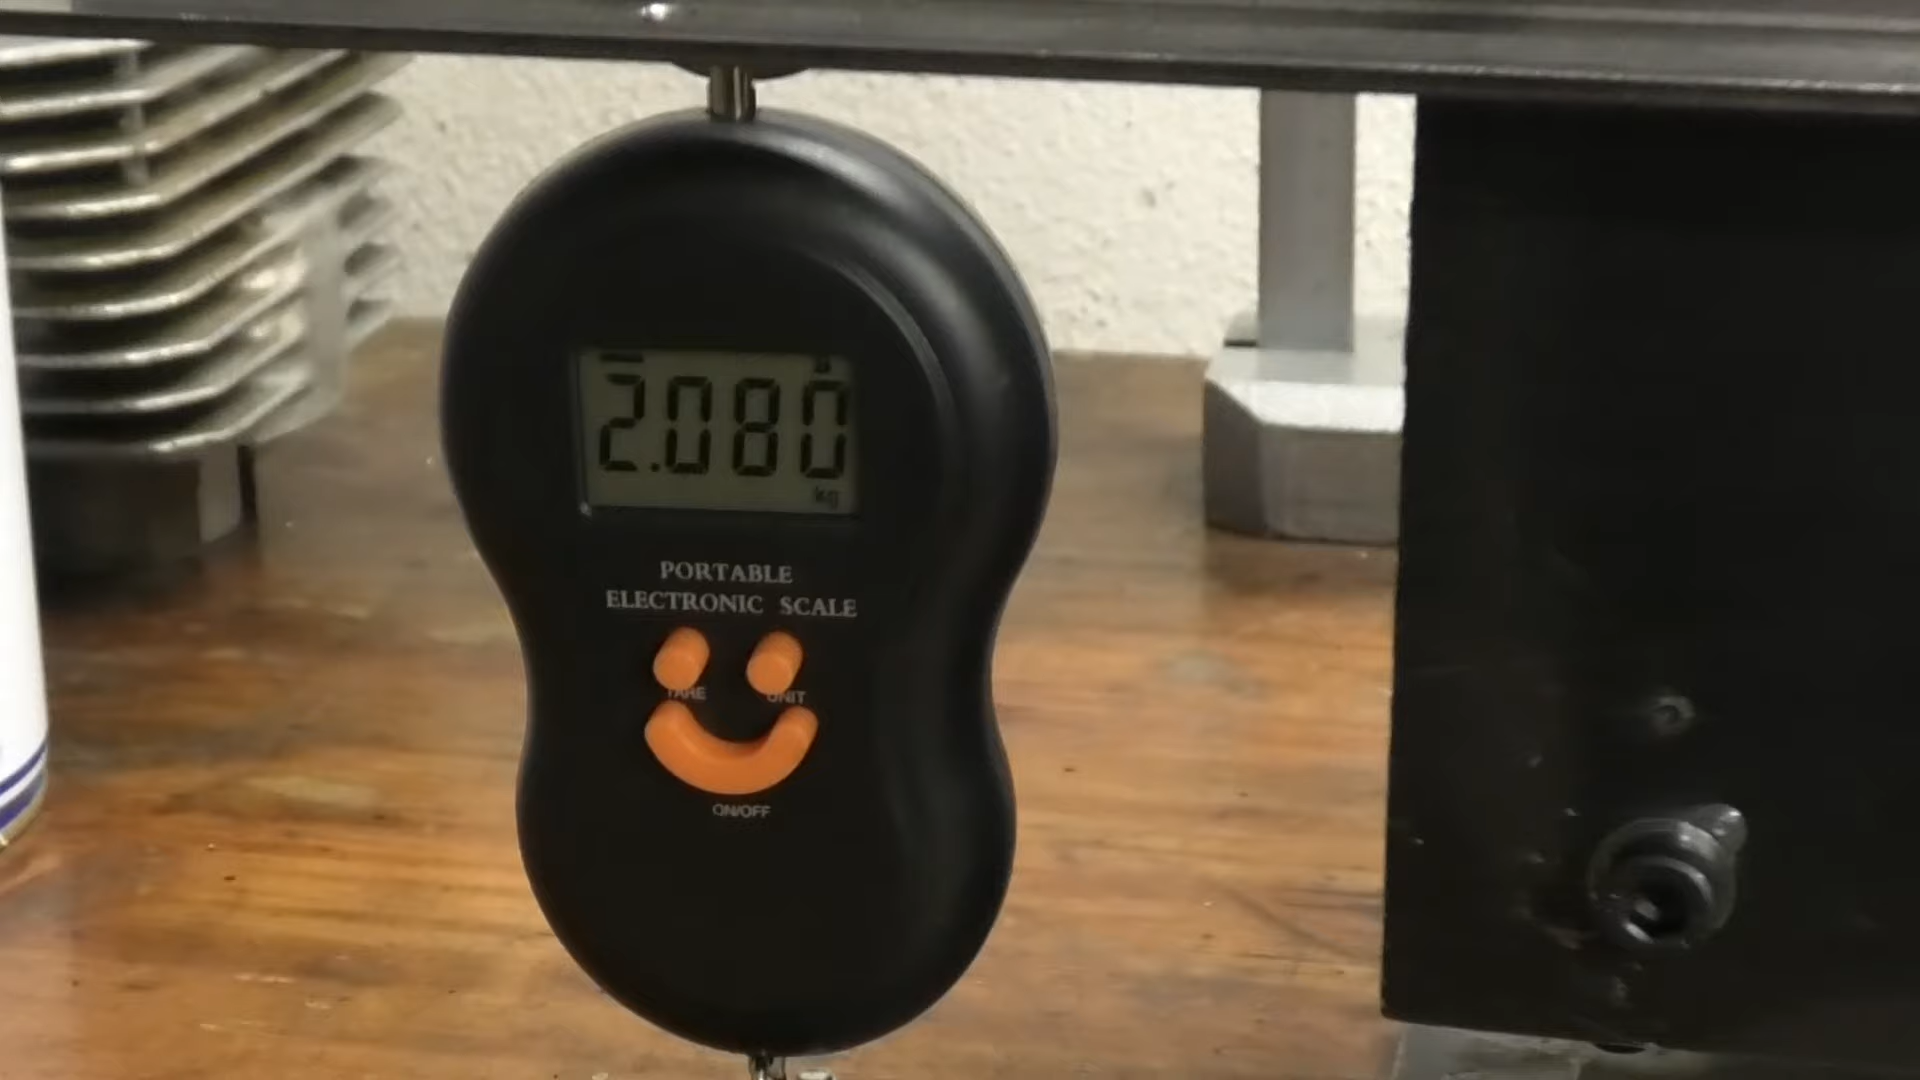 2.080
kg
PORTABLE
ELECTRONIC SCALE
TARE UNIT
ON/OFF